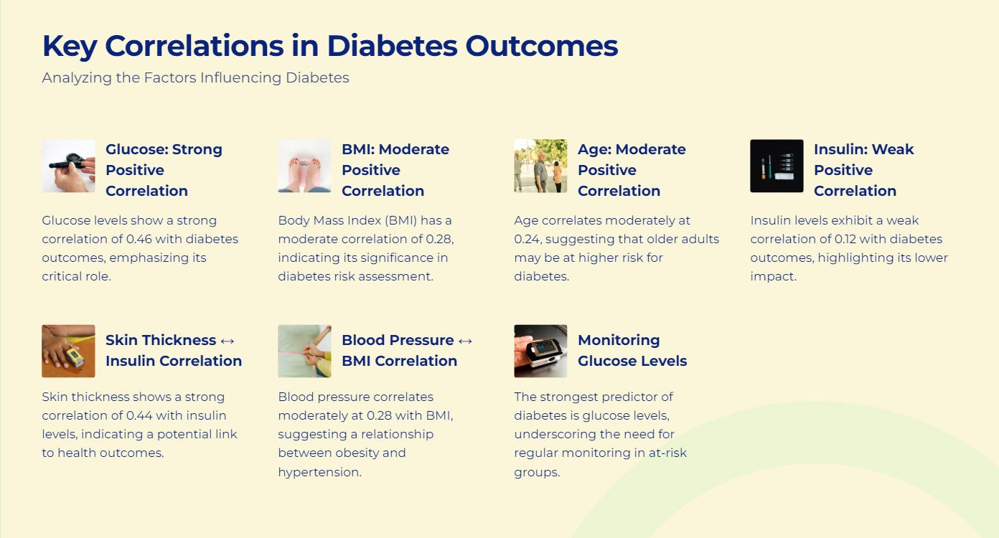 Key Correlations in Diabetes Outcomes
Analyzing the Factors Influencing Diabetes
Glucose: Strong
Positive
Correlation
Glucose levels show a strong
correlation of 0.46 with diabetes
outcomes, emphasizing its
critical role.
BMI: Moderate
Positive
Correlation
Body Mass Index (BMI) has a
moderate correlation of 0.28,
indicating its significance in
diabetes risk assessment.
Age: Moderate
Positive
Correlation
Age correlates moderately at
0.24, suggesting that older adults
may be at higher risk for
diabetes.
Insulin: Weak
Positive
Correlation
Insulin levels exhibit a weak
correlation of 0.12 with diabetes
outcomes, highlighting its lower
impact.
Skin Thickness ↔
Insulin Correlation
Skin thickness shows a strong
correlation of 0.44 with insulin
levels, indicating a potential link
to health outcomes.
Blood Pressure ↔
BMI Correlation
Blood pressure correlates
moderately at 0.28 with BMI,
suggesting a relationship
between obesity and
hypertension.
Monitoring
Glucose Levels
The strongest predictor of
diabetes is glucose levels,
underscoring the need for
regular monitoring in at-risk
groups.